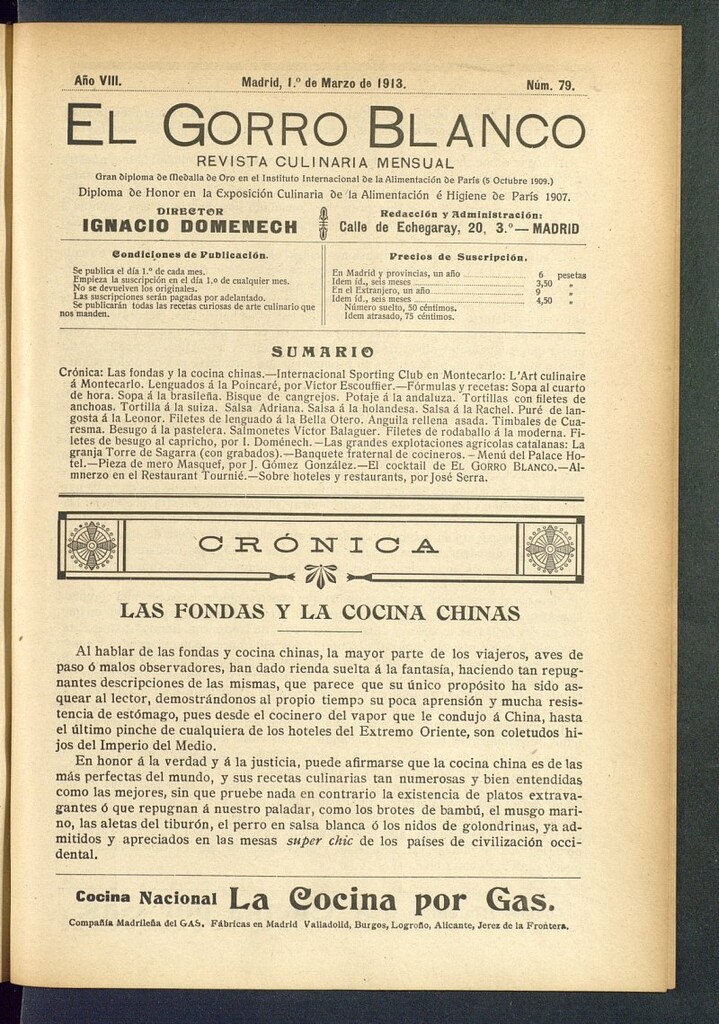 Año VIII. Madrid, 1.º de Marzo de 1913. Núm. 79.
EL GORRO BLANCO
REVISTA CULINARIA MENSUAL
Gran diploma de Medalla de Oro en el Instituto Internacional de la Alimentación de París (5 Octubre 1909.)
Diploma de Honor en la Exposición Culinaria de la Alimentación é Higiene de París 1907.
DIRECTOR
IGNACIO DOMENECH
Redacción y Administración:
Calle de Echegaray, 20, 3.º — MADRID
Condiciones de Publicación.
Se publica el día 1.º de cada mes.
Empieza la suscripción en el día 1.º de cualquier mes.
No se devuelven los originales.
Las suscripciones serán pagadas por adelantado.
Se publicarán todas las recetas curiosas de arte culinario que
nos manden.
Precios de Suscripción.
En Madrid y provincias, un año 6 pesetas
Idem íd., seis meses 3,50 »
En el Extranjero, un año 9 »
Idem íd., seis meses 4,50 »
Número suelto, 50 céntimos.
Idem atrasado, 75 céntimos.
SUMARIO
Crónica: Las fondas y la cocina chinas.—Internacional Sporting Club en Montecarlo: L'Art culinaire
á Montecarlo. Lenguados á la Poincaré, por Victor Escouffier.—Fórmulas y recetas: Sopa al cuarto
de hora. Sopa á la brasileña. Bisque de cangrejos. Potaje á la andaluza. Tortillas con filetes de
anchoas. Tortilla á la suiza. Salsa Adriana. Salsa á la holandesa. Salsa á la Rachel. Puré de lan-
gosta á la Leonor. Filetes de lenguado á la Bella Otero. Anguila rellena asada. Timbales de Cua-
resma. Besugo á la pastelera. Salmonetes Victor Balaguer. Filetes de rodaballo á la moderna. Fi-
letes de besugo al capricho, por I. Doménech.—Las grandes explotaciones agrícolas catalanas: La
granja Torre de Sagarra (con grabados).—Banquete fraternal de cocineros. – Menú del Palace Ho-
tel.—Pieza de mero Masquef, por J. Gómez González.—El cocktail de EL GORRO BLANCO.—Al-
mnerzo en el Restaurant Tournié.—Sobre hoteles y restaurants, por José Serra.
CRÓNICA
LAS FONDAS Y LA COCINA CHINAS
Al hablar de las fondas y cocina chinas, la mayor parte de los viajeros, aves de
paso ó malos observadores, han dado rienda suelta á la fantasía, haciendo tan repug-
nantes descripciones de las mismas, que parece que su único propósito ha sido as-
quear al lector, demostrándonos al propio tiempo su poca aprensión y mucha resis-
tencia de estómago, pues desde el cocinero del vapor que le condujo á China, hasta
el último pinche de cualquiera de los hoteles del Extremo Oriente, son coletudos hi-
jos del Imperio del Medio.
En honor á la verdad y á la justicia, puede afirmarse que la cocina china es de las
más perfectas del mundo, y sus recetas culinarias tan numerosas y bien entendidas
como las mejores, sin que pruebe nada en contrario la existencia de platos extrava-
gantes ó que repugnan á nuestro paladar, como los brotes de bambú, el musgo mari-
no, las aletas del tiburón, el perro en salsa blanca ó los nidos de golondrinas, ya ad-
mitidos y apreciados en las mesas super chic de los países de civilización occi-
dental.
Cocina Nacional La Cocina por Gas.
Compañía Madrileña del GAS. Fábricas en Madrid Valladolid, Burgos, Logroño, Alicante, Jerez de la Frontera.